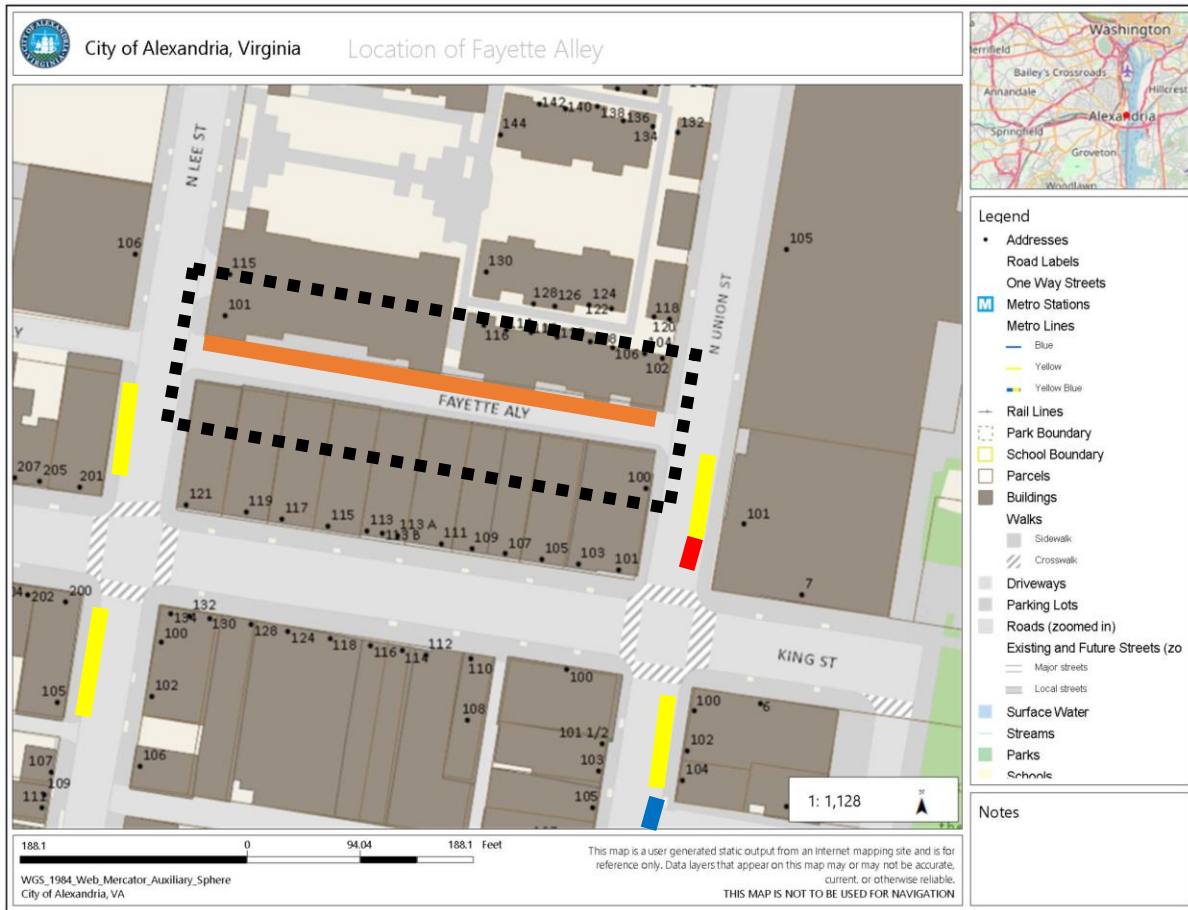 City of Alexandria, Virginia
Location of Fayette Alley
N LEE ST
N UNION ST
FAYETTE ALY
KING ST
142
140
138
136
134
132
144
106
115
105
130
128
126
124
122
118
120
101
116
106
104
102
207
205
201
100
121
119
117
115
113
113 A
113 B
111
109
107
105
103
101
101
7
202
200
132
134
130
128
124
118
116
114
112
110
100
100
102
108
100
6
101 1/2
103
102
104
105
105
106
107
109
111
1: 1,128
Washington
Merrifield
Bailey's Crossroads
Annandale
Hillcrest
Alexandria
Springfield
Groveton
Woodlawn
Legend
Addresses
Road Labels
One Way Streets
M Metro Stations
Metro Lines
Blue
Yellow
Yellow Blue
Rail Lines
Park Boundary
School Boundary
Parcels
Buildings
Walks
Sidewalk
Crosswalk
Driveways
Parking Lots
Roads (zoomed in)
Existing and Future Streets (zo
Major streets
Local streets
Surface Water
Streams
Parks
Schools
Notes
188.1 0 94.04 188.1 Feet
WGS_1984_Web_Mercator_Auxiliary_Sphere
City of Alexandria, VA
This map is a user generated static output from an Internet mapping site and is for
reference only. Data layers that appear on this map may or may not be accurate,
current, or otherwise reliable.
THIS MAP IS NOT TO BE USED FOR NAVIGATION